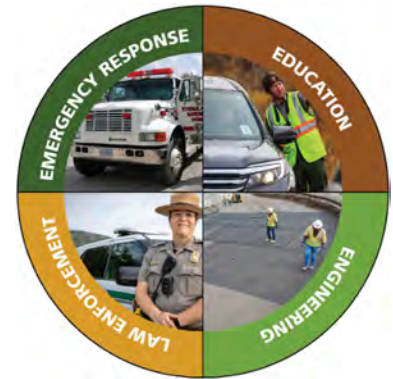 EMERGENCY RESPONSE
EDUCATION
LAW ENFORCEMENT
ENGINEERING